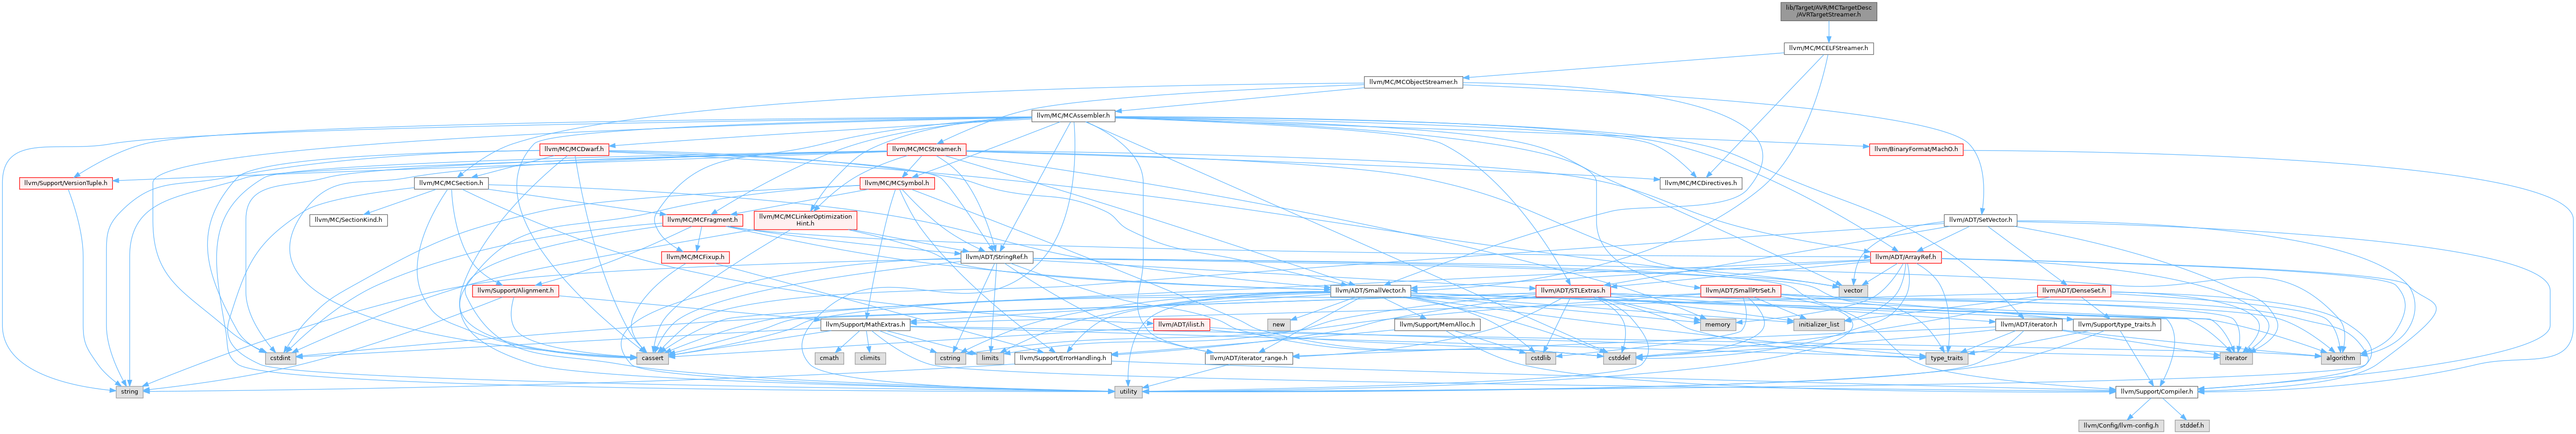 lib/Target/AVR/MCTargetDesc
/AVRTargetStreamer.h
llvm/MC/MCELFStreamer.h
llvm/MC/MCObjectStreamer.h
llvm/MC/MCAssembler.h
llvm/MC/MCDwarf.h
llvm/MC/MCStreamer.h
llvm/BinaryFormat/MachO.h
llvm/Support/VersionTuple.h
llvm/MC/MCSection.h
llvm/MC/MCSymbol.h
llvm/MC/MCDirectives.h
llvm/MC/SectionKind.h
llvm/MC/MCFragment.h
llvm/MC/MCLinkerOptimization
Hint.h
llvm/ADT/SetVector.h
llvm/MC/MCFixup.h
llvm/ADT/StringRef.h
llvm/ADT/ArrayRef.h
llvm/Support/Alignment.h
llvm/ADT/SmallVector.h
llvm/ADT/STLExtras.h
llvm/ADT/SmallPtrSet.h
vector
llvm/ADT/DenseSet.h
llvm/Support/MathExtras.h
llvm/ADT/ilist.h
new
llvm/Support/MemAlloc.h
memory
initializer_list
llvm/ADT/iterator.h
llvm/Support/type_traits.h
cstdint
cassert
cmath
climits
cstring
limits
llvm/Support/ErrorHandling.h
llvm/ADT/iterator_range.h
cstdlib
cstddef
type_traits
iterator
algorithm
string
utility
llvm/Support/Compiler.h
llvm/Config/llvm-config.h
stddef.h